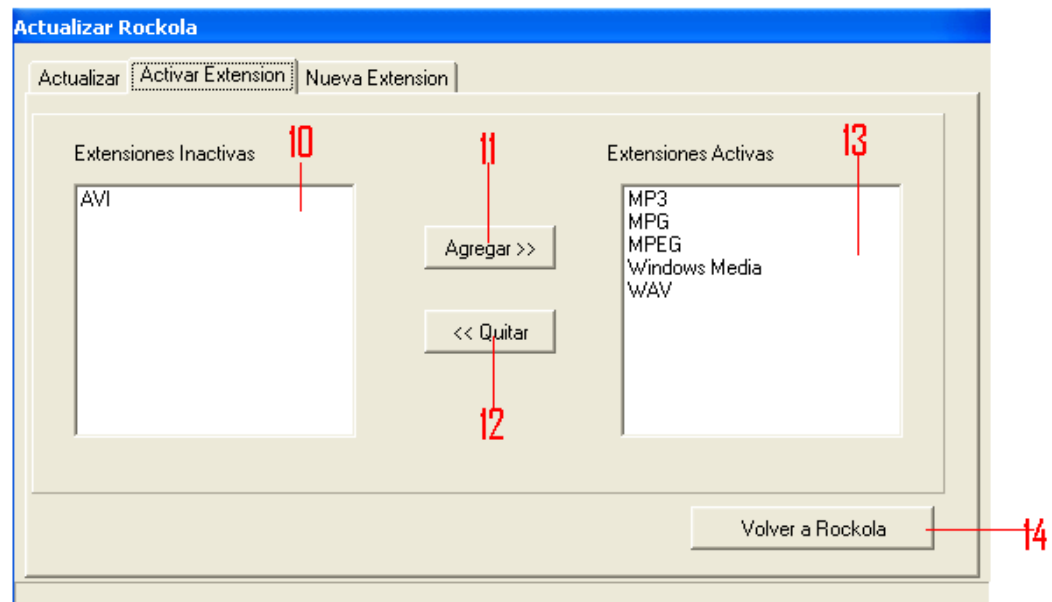 Actualizar Rockola
Actualizar Activar Extension Nueva Extension
10 11 13
Extensiones Inactivas Extensiones Activas
AVI
MP3
MPG
MPEG
Windows Media
WAV
Agregar >>
<< Quitar
12
Volver a Rockola
14